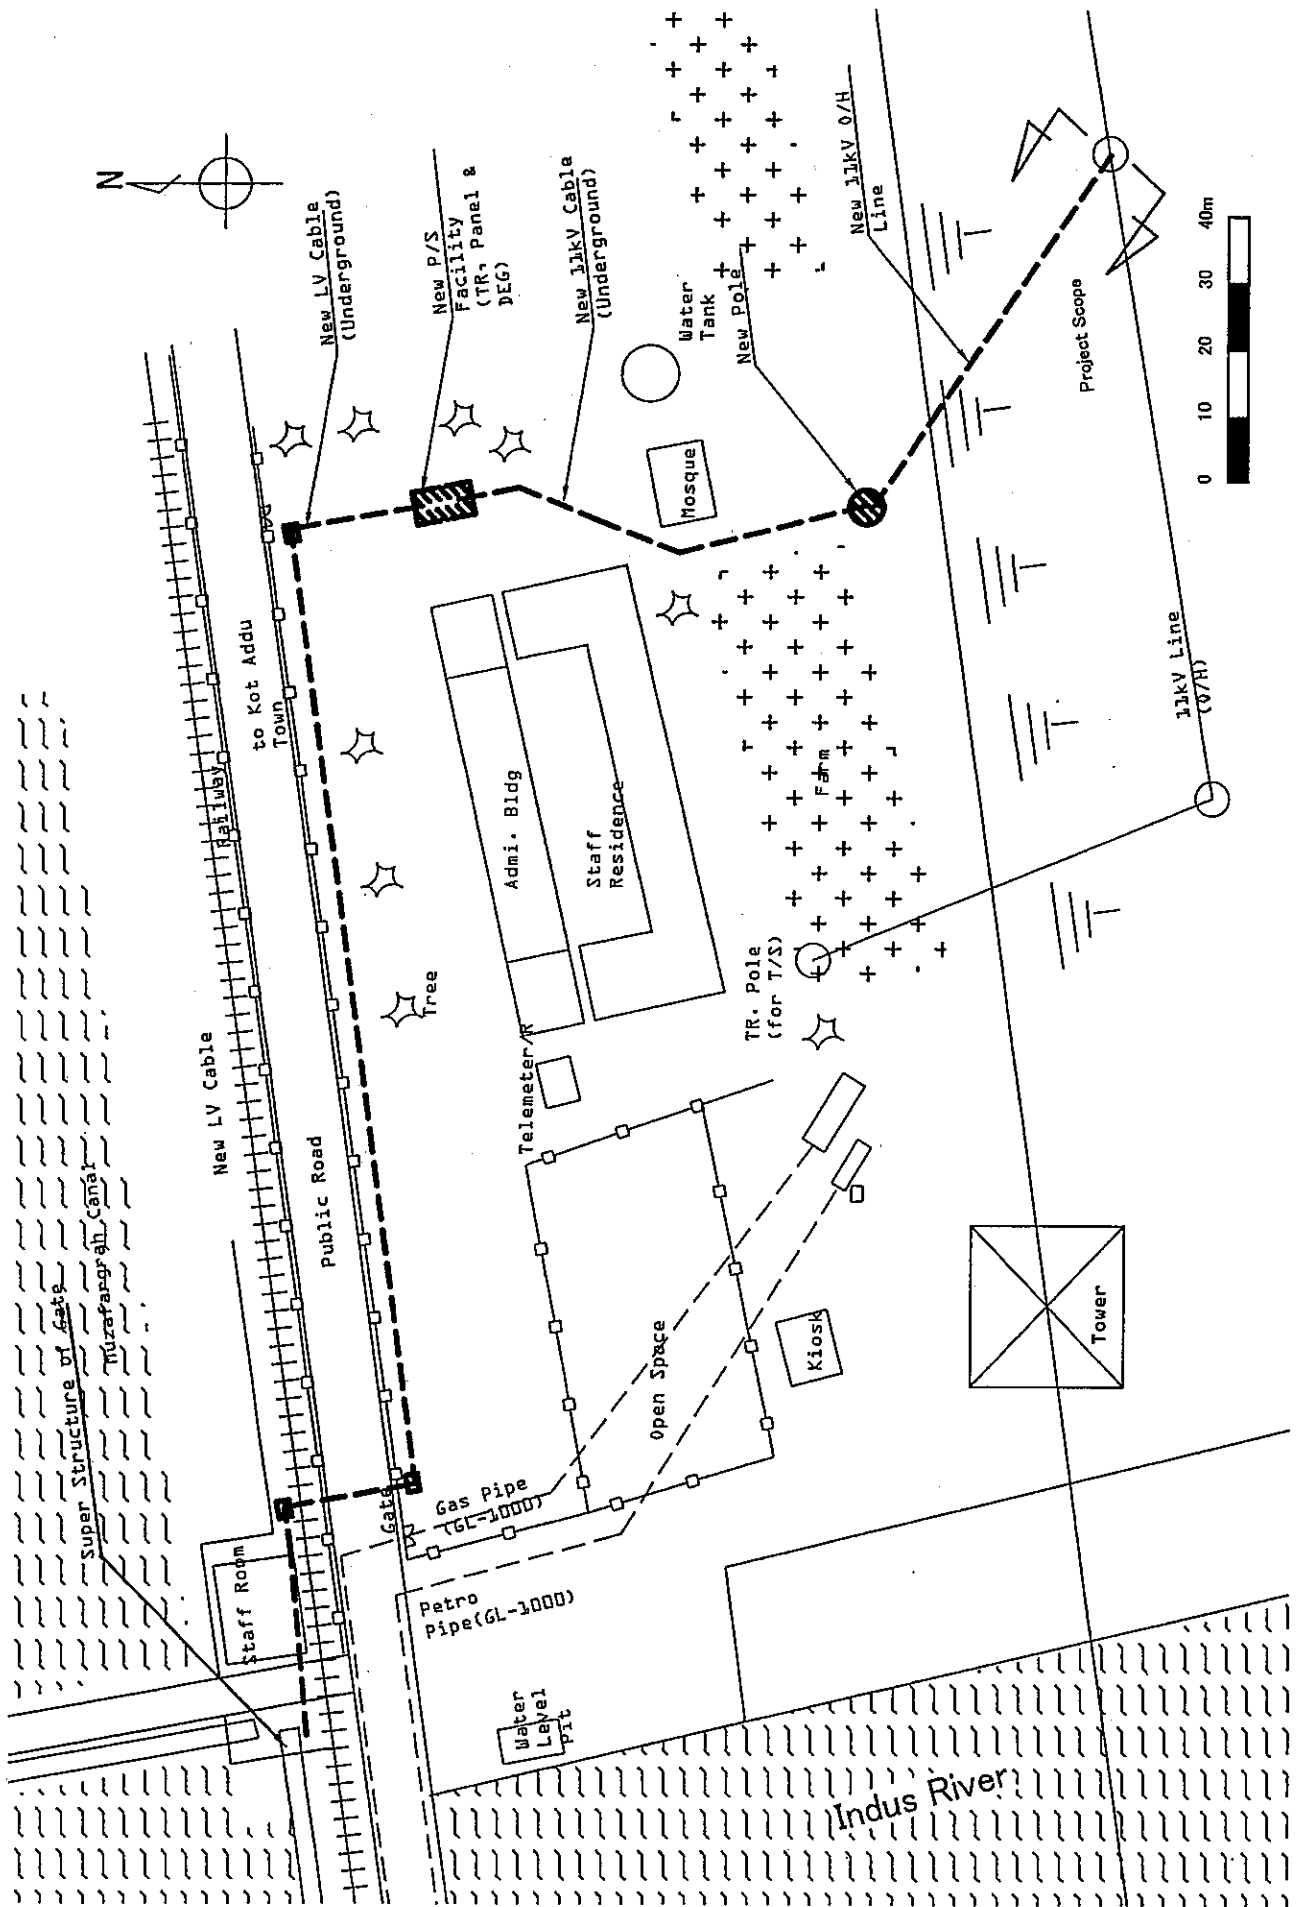 N
New LV Cable
(Underground)
New P/S
Facility
(TR. Panel &
DEG)
New 11kV Cable
(Underground)
Water
Tank
New Pole
New 11kV O/H
Line
Mosque
Project Scope
0 10 20 30 40m
11kV Line
(O/H)
to Kot Addu
Town
Railway
Admi. Bldg
Staff
Residence
Farm
TR. Pole
(for T/S)
Tree
Telemeter/R
New LV Cable
Public Road
Muzafargrah Canal
Super Structure of Gate
Staff Room
Gate
Gas Pipe
(GL-1000)
Petro
Pipe(GL-1000)
Open Space
Kiosk
Tower
Water
Level
Pit
Indus River